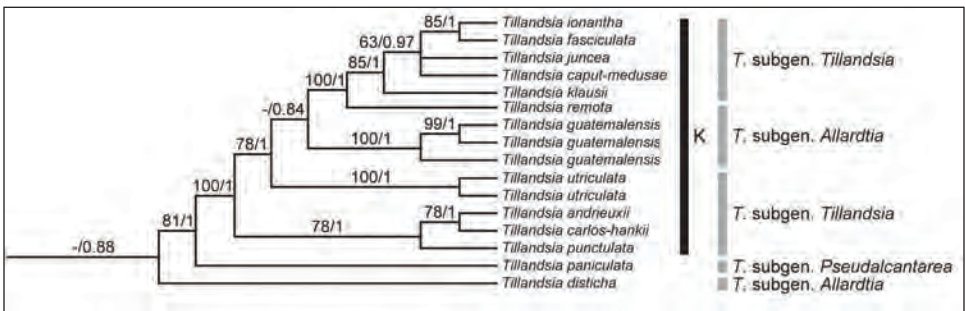 85/1
Tillandsia ionantha
63/0.97
Tillandsia fasciculata
85/1
Tillandsia juncea
T. subgen. Tillandsia
100/1
Tillandsia caput-medusae
-/0.84
Tillandsia klausii
Tillandsia remota
99/1
Tillandsia guatemalensis
78/1
100/1
Tillandsia guatemalensis
K
T. subgen. Allardtia
Tillandsia guatemalensis
100/1
100/1
Tillandsia utriculata
Tillandsia utriculata
81/1
78/1
78/1
Tillandsia andrieuxii
T. subgen. Tillandsia
Tillandsia carlos-hankii
-/0.88
Tillandsia punctulata
Tillandsia paniculata
T. subgen. Pseudalcantarea
Tillandsia disticha
T. subgen. Allardtia